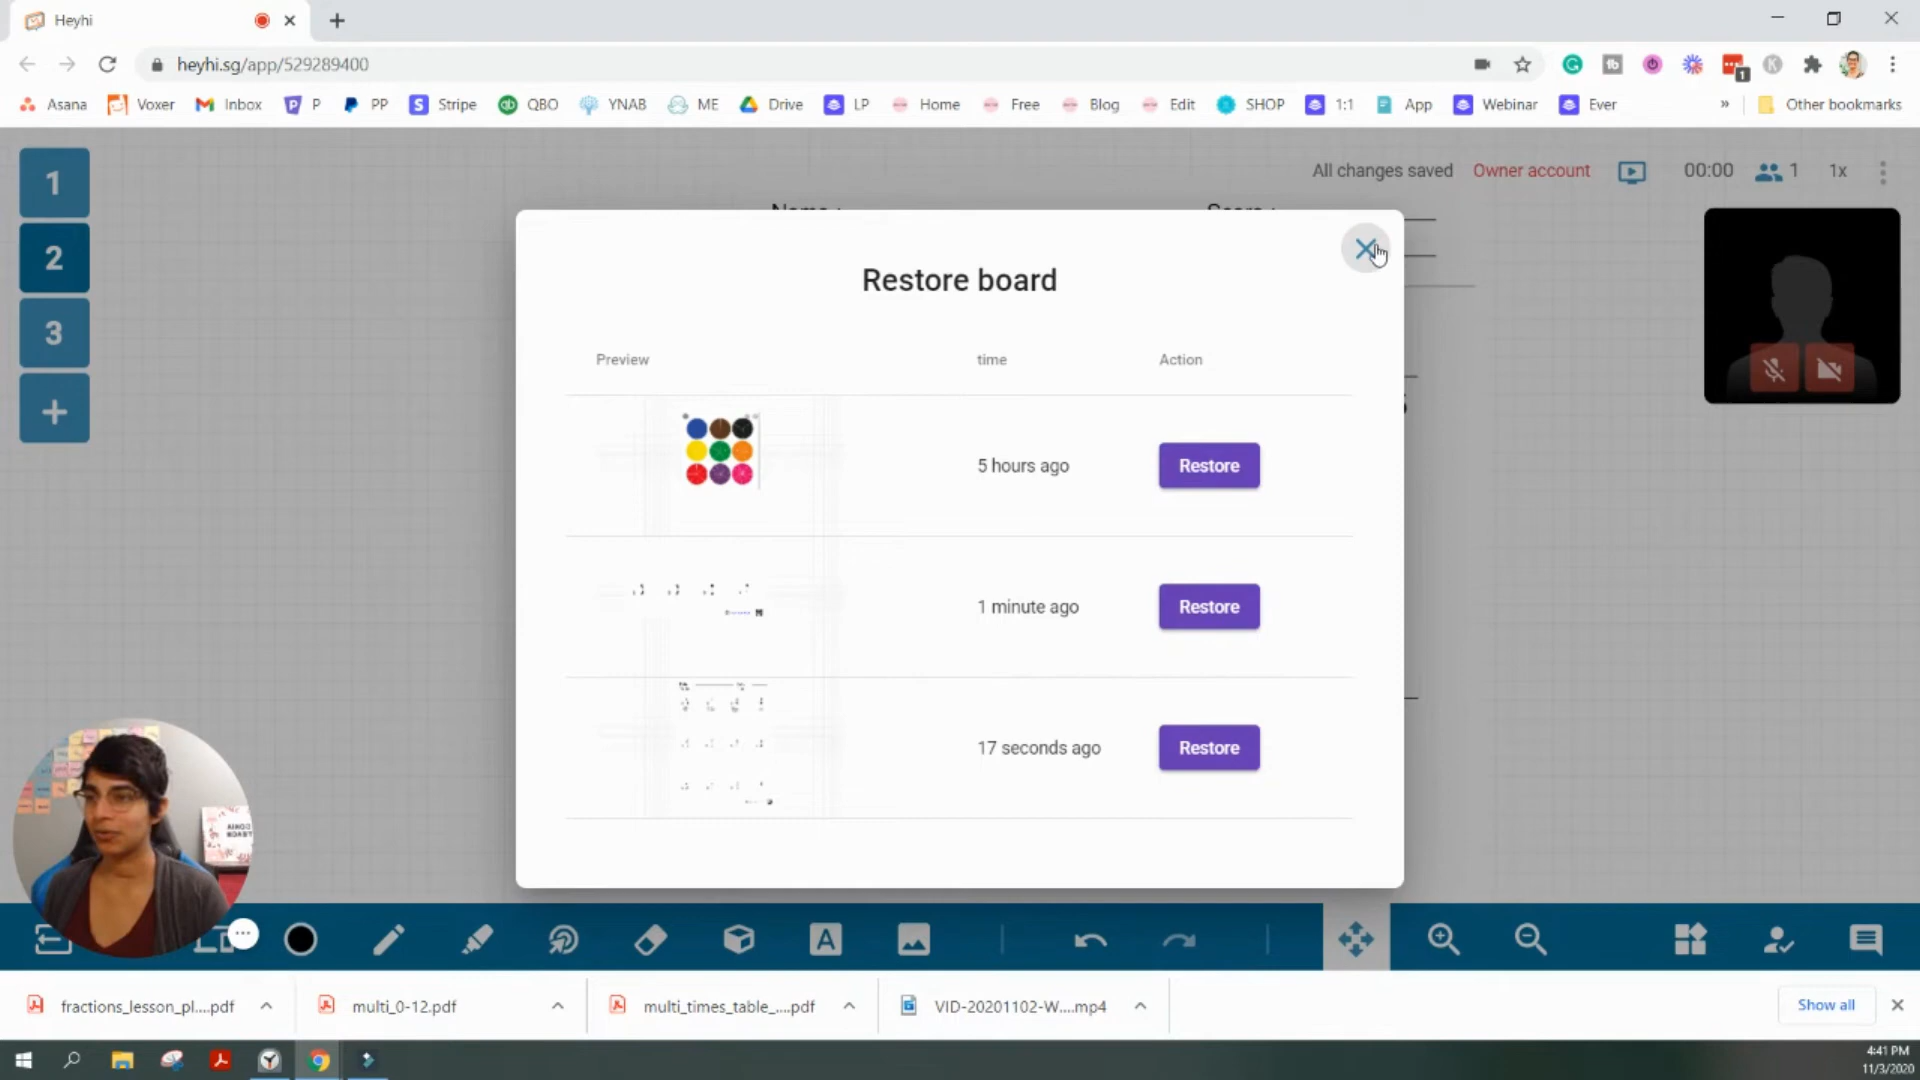 Heyhi
heyhi.sg/app/529289400
1
Asana
Voxer
Inbox
P
PP
Stripe
QBO
YNAB
ME
Drive
LP
Home
Free
Blog
Edit
SHOP
1:1
App
Webinar
Ever
»
Other bookmarks
1
2
3
+
All changes saved
Owner account
00:00
1
1x
Restore board
Preview
time
Action
5 hours ago
Restore
1 minute ago
Restore
17 seconds ago
Restore
A
fractions_lesson_pl....pdf
multi_0-12.pdf
multi_times_table_....pdf
VID-20201102-W....mp4
Show all
4:41 PM
11/3/2020